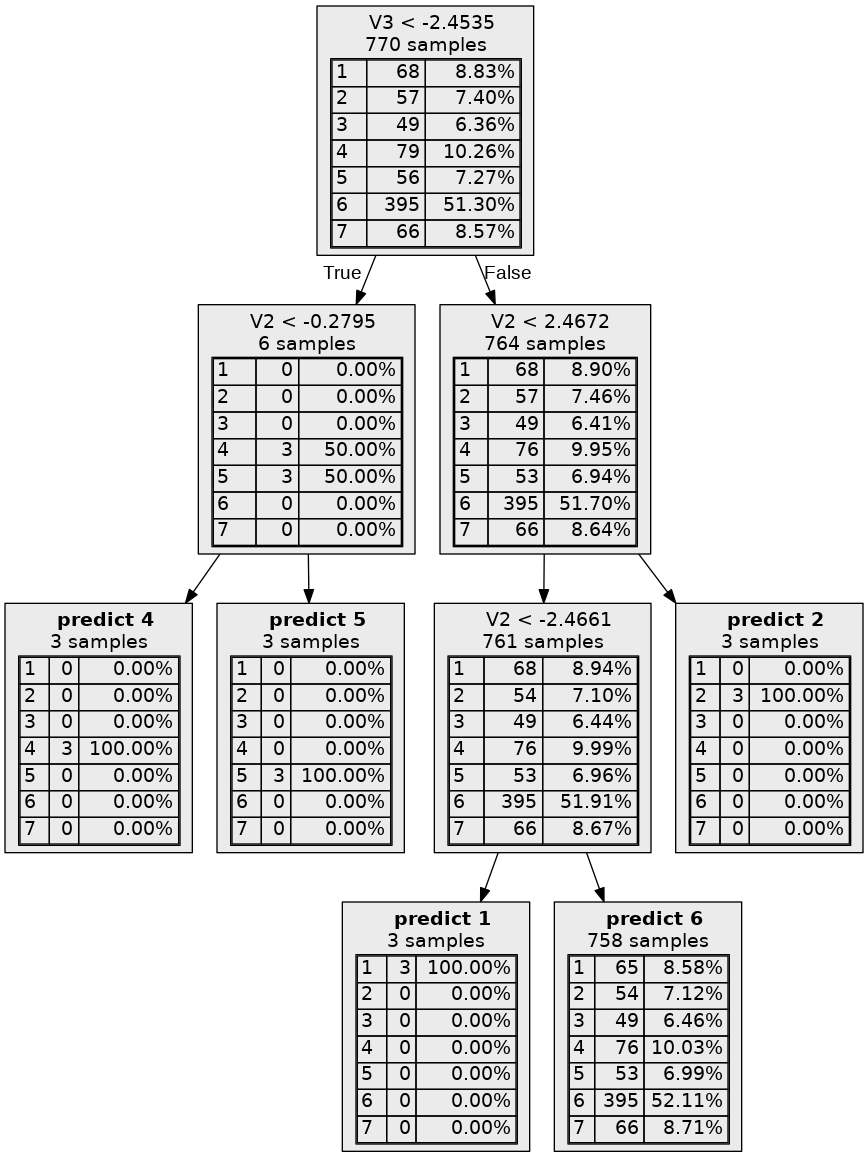 V3 < -2.4535
770 samples
1 68 8.83%
2 57 7.40%
3 49 6.36%
4 79 10.26%
5 56 7.27%
6 395 51.30%
7 66 8.57%
True
False
V2 < -0.2795
6 samples
1 0 0.00%
2 0 0.00%
3 0 0.00%
4 3 50.00%
5 3 50.00%
6 0 0.00%
7 0 0.00%
V2 < 2.4672
764 samples
1 68 8.90%
2 57 7.46%
3 49 6.41%
4 76 9.95%
5 53 6.94%
6 395 51.70%
7 66 8.64%
predict 4
3 samples
1 0 0.00%
2 0 0.00%
3 0 0.00%
4 3 100.00%
5 0 0.00%
6 0 0.00%
7 0 0.00%
predict 5
3 samples
1 0 0.00%
2 0 0.00%
3 0 0.00%
4 0 0.00%
5 3 100.00%
6 0 0.00%
7 0 0.00%
V2 < -2.4661
761 samples
1 68 8.94%
2 54 7.10%
3 49 6.44%
4 76 9.99%
5 53 6.96%
6 395 51.91%
7 66 8.67%
predict 2
3 samples
1 0 0.00%
2 3 100.00%
3 0 0.00%
4 0 0.00%
5 0 0.00%
6 0 0.00%
7 0 0.00%
predict 1
3 samples
1 3 100.00%
2 0 0.00%
3 0 0.00%
4 0 0.00%
5 0 0.00%
6 0 0.00%
7 0 0.00%
predict 6
758 samples
1 65 8.58%
2 54 7.12%
3 49 6.46%
4 76 10.03%
5 53 6.99%
6 395 52.11%
7 66 8.71%